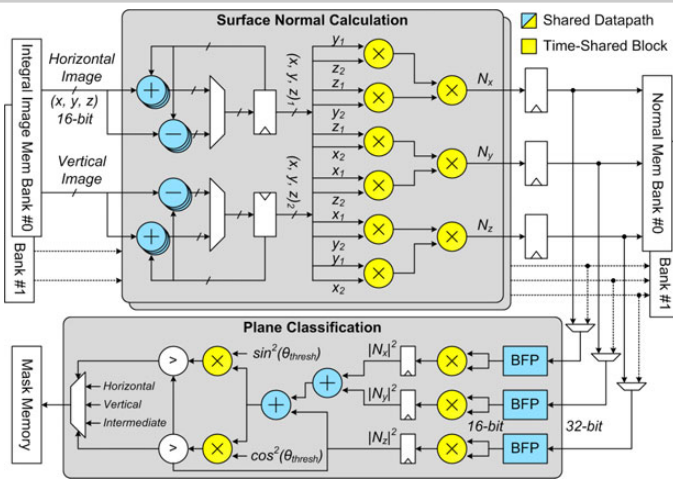 Surface Normal Calculation
Shared Datapath
Time-Shared Block
Integral Image Mem Bank #0
Bank #1
Horizontal
Image
(x, y, z)
16-bit
Vertical
Image
+
−
−
+
(x, y, z)₁
(x, y, z)₂
y₁
z₂
z₁
y₂
z₁
x₂
x₁
z₂
x₁
y₂
y₁
x₂
×
×
×
×
×
×
×
×
×
Nx
Ny
Nz
Normal Mem Bank #0
Bank #1
Plane Classification
Mask Memory
Horizontal
Vertical
Intermediate
>
>
×
×
sin²(θthresh)
cos²(θthresh)
+
+
|Nx|²
|Ny|²
|Nz|²
×
×
×
16-bit
BFP
BFP
BFP
32-bit